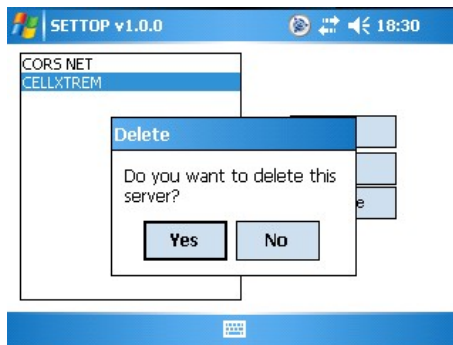 SETTOP v1.0.0
18:30
CORS NET
CELLXTREM
Delete
Do you want to delete this
server?
Yes
No